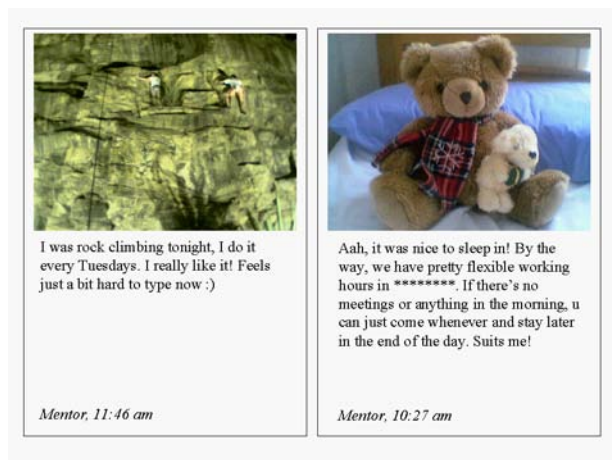 I was rock climbing tonight, I do it
every Tuesdays. I really like it! Feels
just a bit hard to type now :)
Mentor, 11:46 am
Aah, it was nice to sleep in! By the
way, we have pretty flexible working
hours in ********. If there's no
meetings or anything in the morning, u
can just come whenever and stay later
in the end of the day. Suits me!
Mentor, 10:27 am